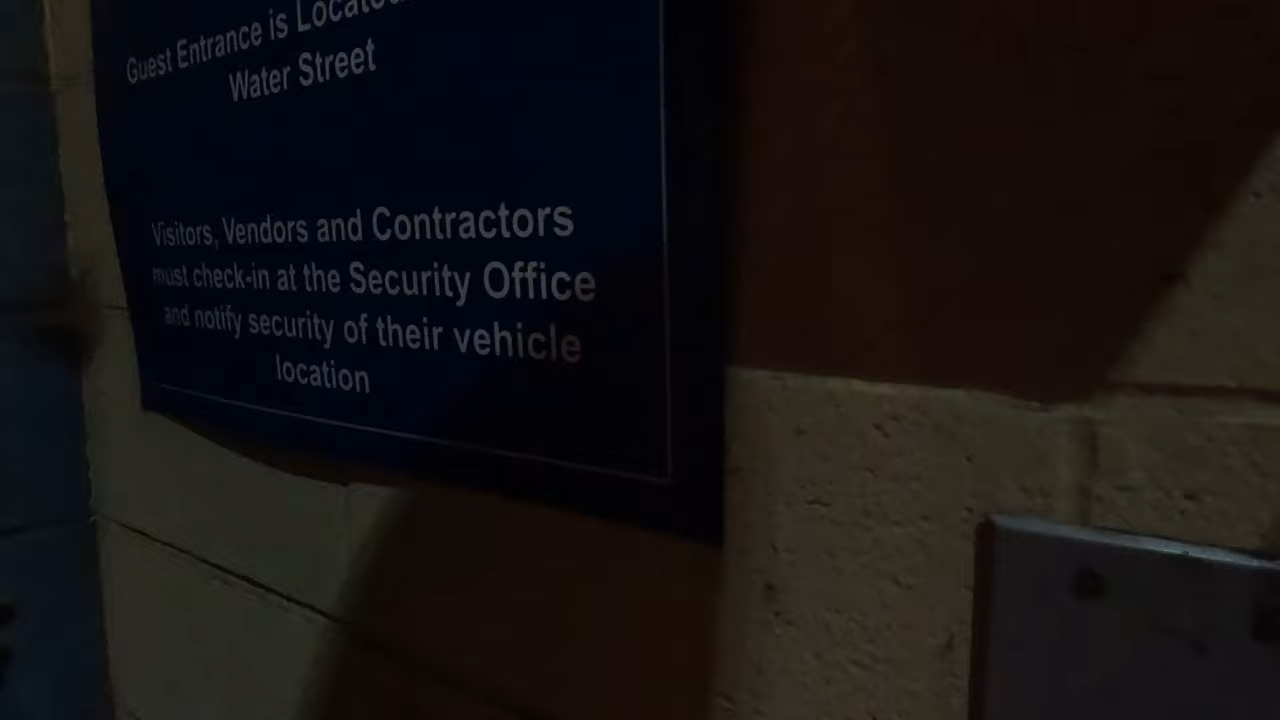 Guest Entrance is Located
Water Street
Visitors, Vendors and Contractors
must check-in at the Security Office
and notify security of their vehicle
location